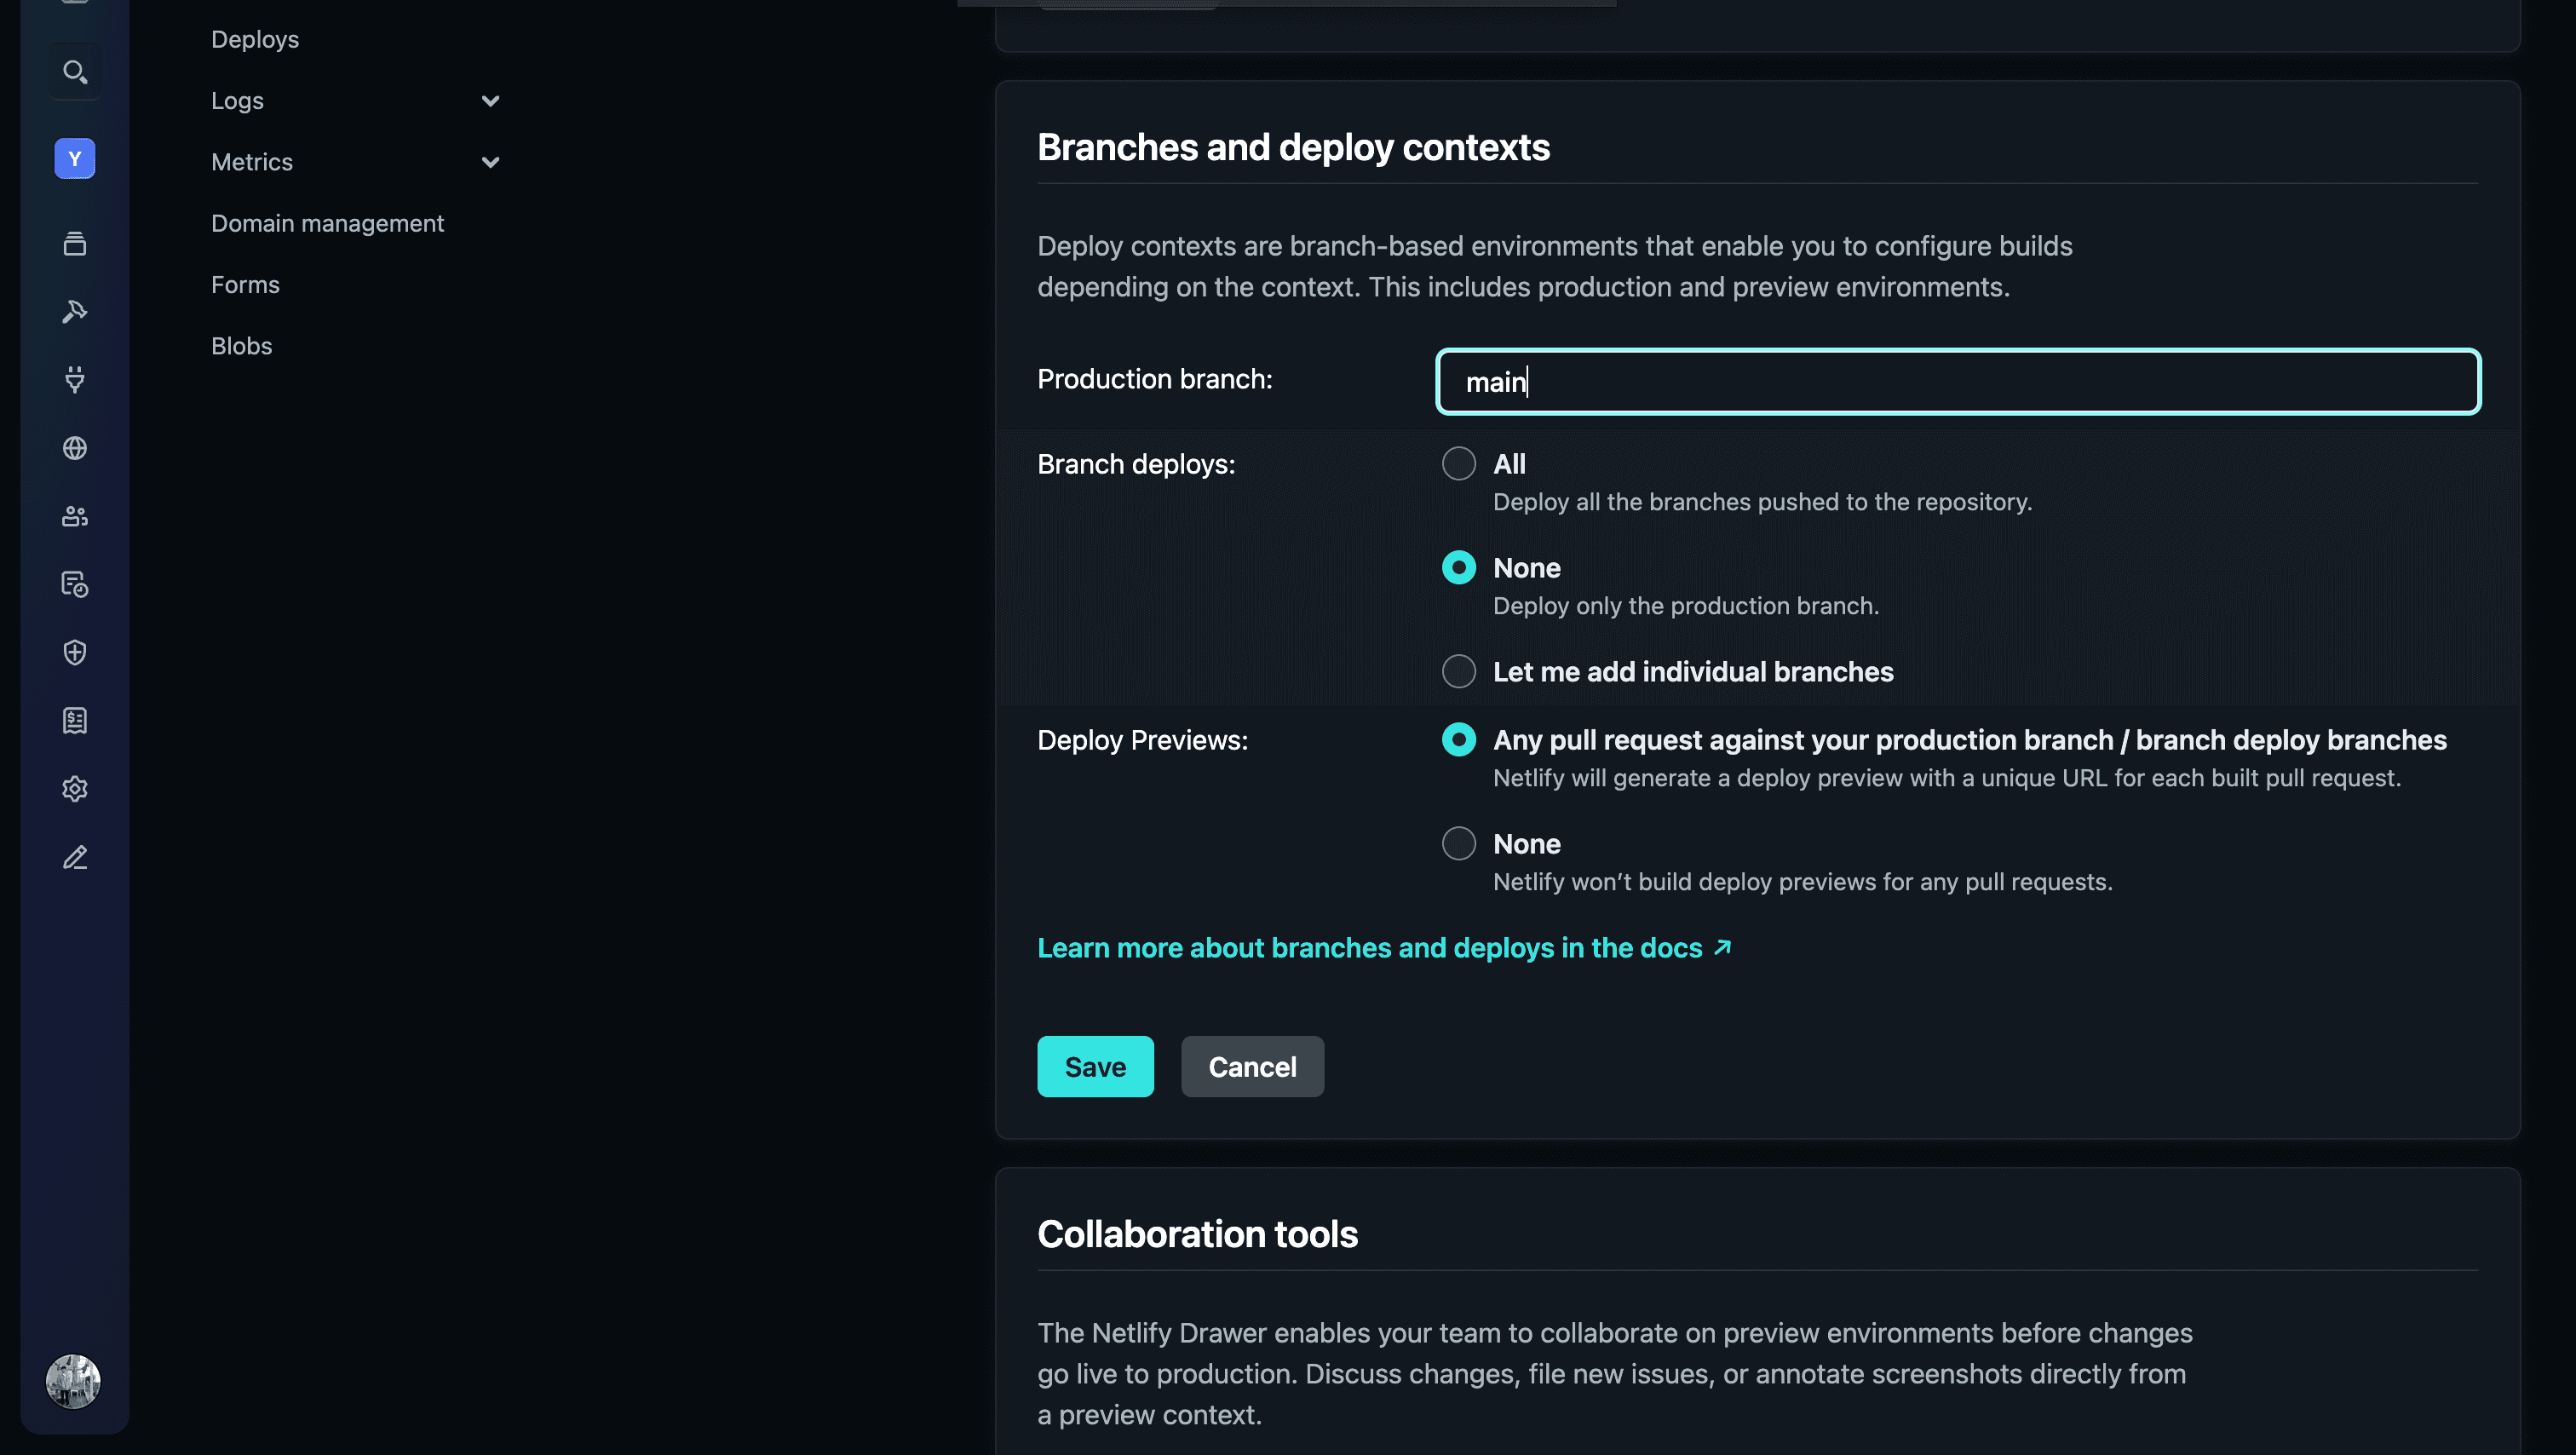 Deploys
Logs
Y
Metrics
Domain management
Forms
Blobs
Branches and deploy contexts
Deploy contexts are branch-based environments that enable you to configure builds
depending on the context. This includes production and preview environments.
Production branch:
main
Branch deploys:
All
Deploy all the branches pushed to the repository.
None
Deploy only the production branch.
Let me add individual branches
Deploy Previews:
Any pull request against your production branch / branch deploy branches
Netlify will generate a deploy preview with a unique URL for each built pull request.
None
Netlify won’t build deploy previews for any pull requests.
Learn more about branches and deploys in the docs ↗
Save
Cancel
Collaboration tools
The Netlify Drawer enables your team to collaborate on preview environments before changes
go live to production. Discuss changes, file new issues, or annotate screenshots directly from
a preview context.